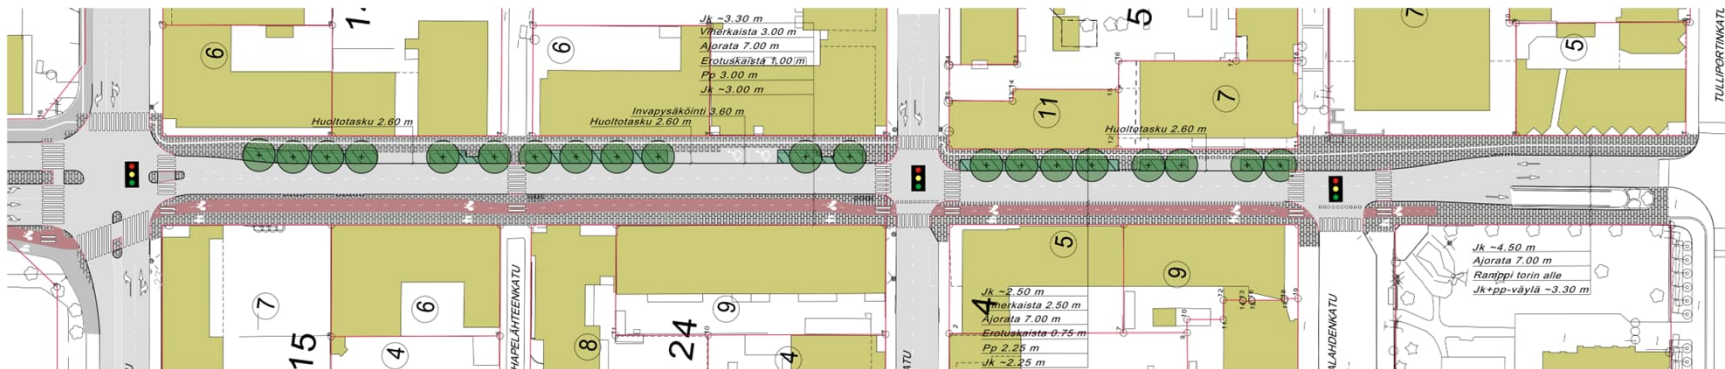 Jk ~3.30 m
Viherkaista 3.00 m
Ajorata 7.00 m
Erotuskaista 1.00 m
Pp 3.00 m
Jk ~3.00 m
Invapysäköinti 3.60 m
Huoltotasku 2.60 m
Huoltotasku 2.60 m
Huoltotasku 2.60 m
6
6
5
11
7
7
5
TULLIPORTINKATU
Jk ~4.50 m
Ajorata 7.00 m
Ramppi torin alle
Jk+pp-väylä ~3.30 m
Jk ~2.50 m
Viherkaista 2.50 m
Ajorata 7.00 m
Erotuskaista 0.75 m
Pp 2.25 m
Jk ~2.25 m
7
15
6
4
HAPELÄHTEENKATU
8
9
24
4
KATU
5
9
4
ALAHDENKATU